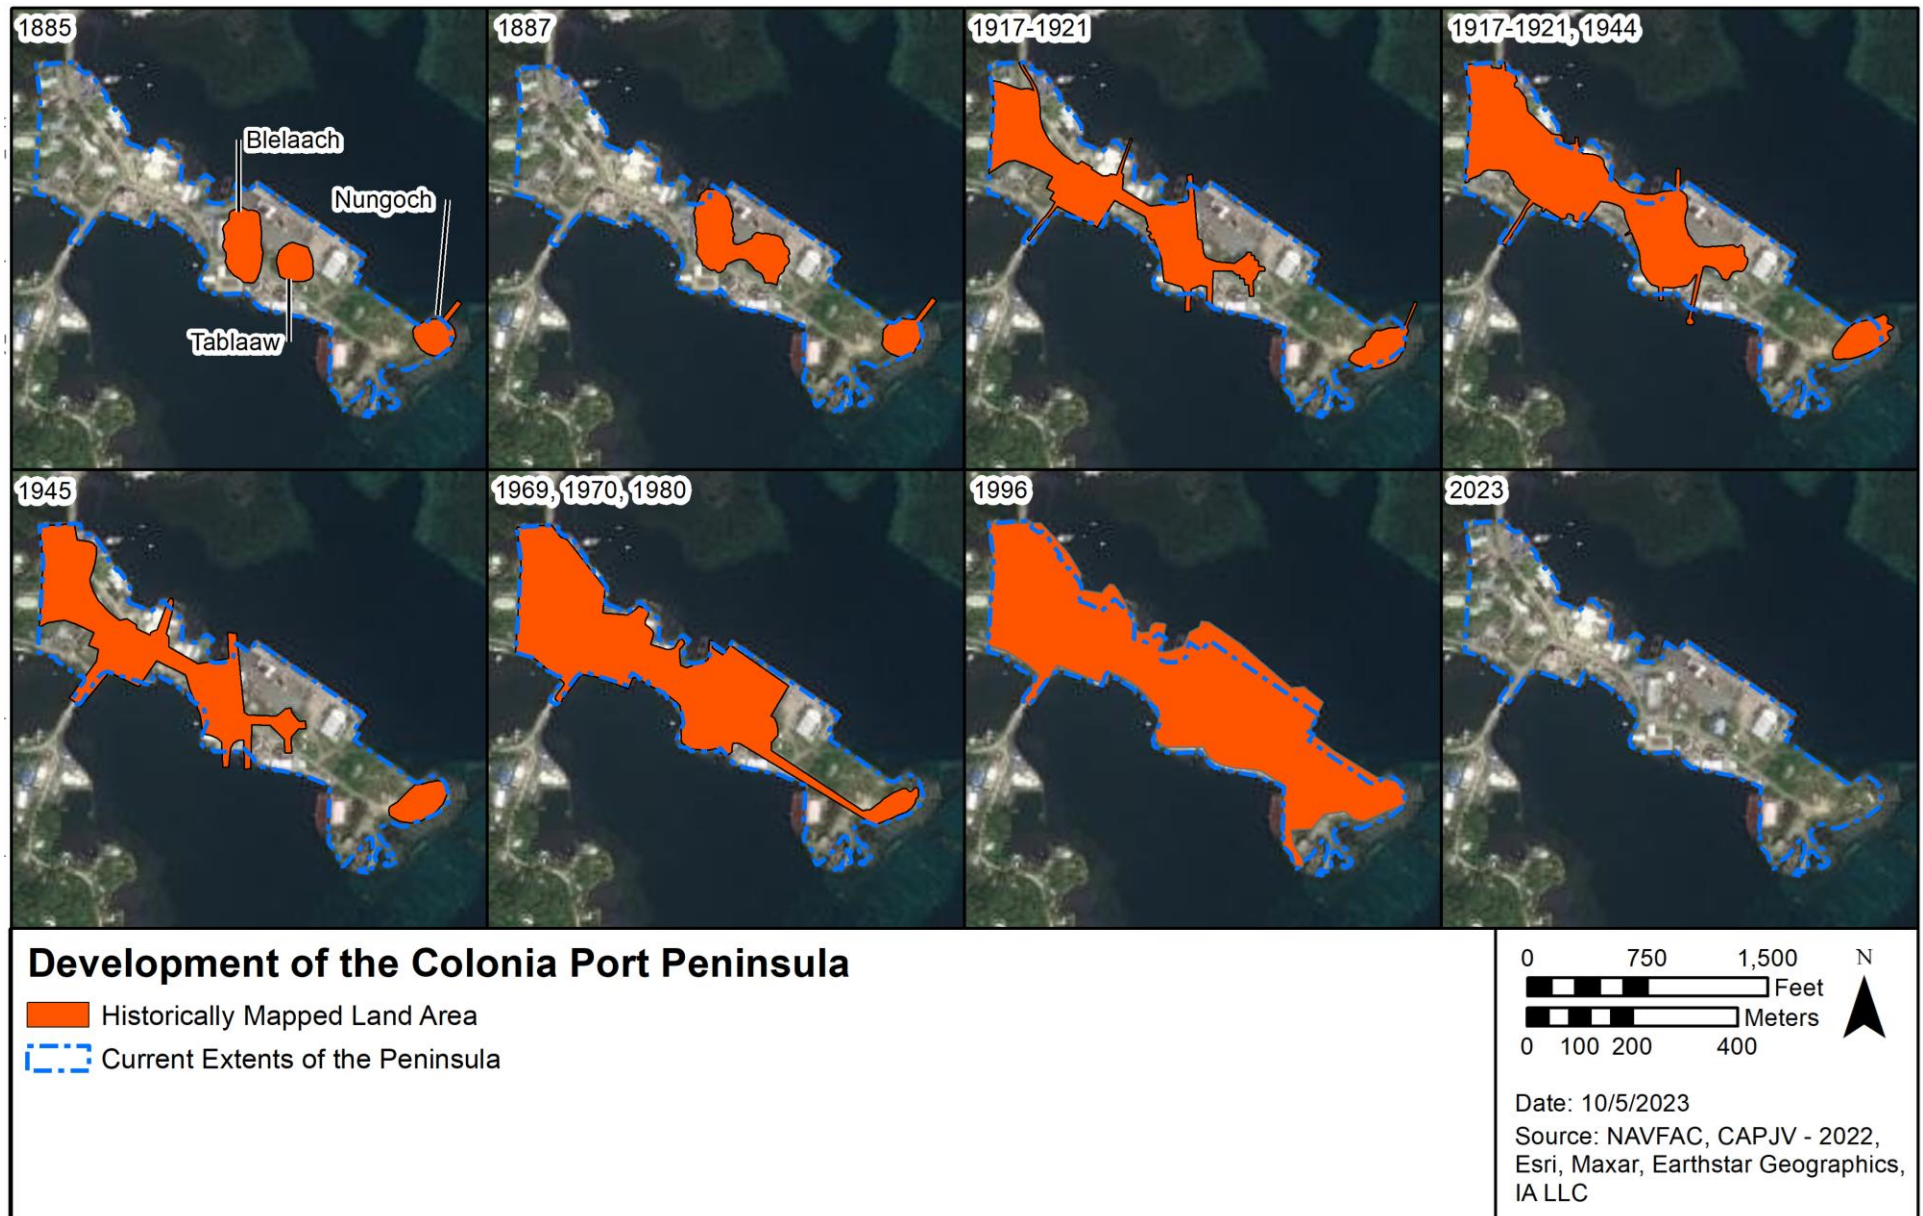 1885
1887
1917-1921
1917-1921, 1944
Blelaach
Nungoch
Tablaaw
1945
1969, 1970, 1980
1996
2023
Development of the Colonia Port Peninsula
Historically Mapped Land Area
Current Extents of the Peninsula
0 750 1,500
Feet
Meters
0 100 200 400
N
Date: 10/5/2023
Source: NAVFAC, CAPJV - 2022,
Esri, Maxar, Earthstar Geographics,
IA LLC